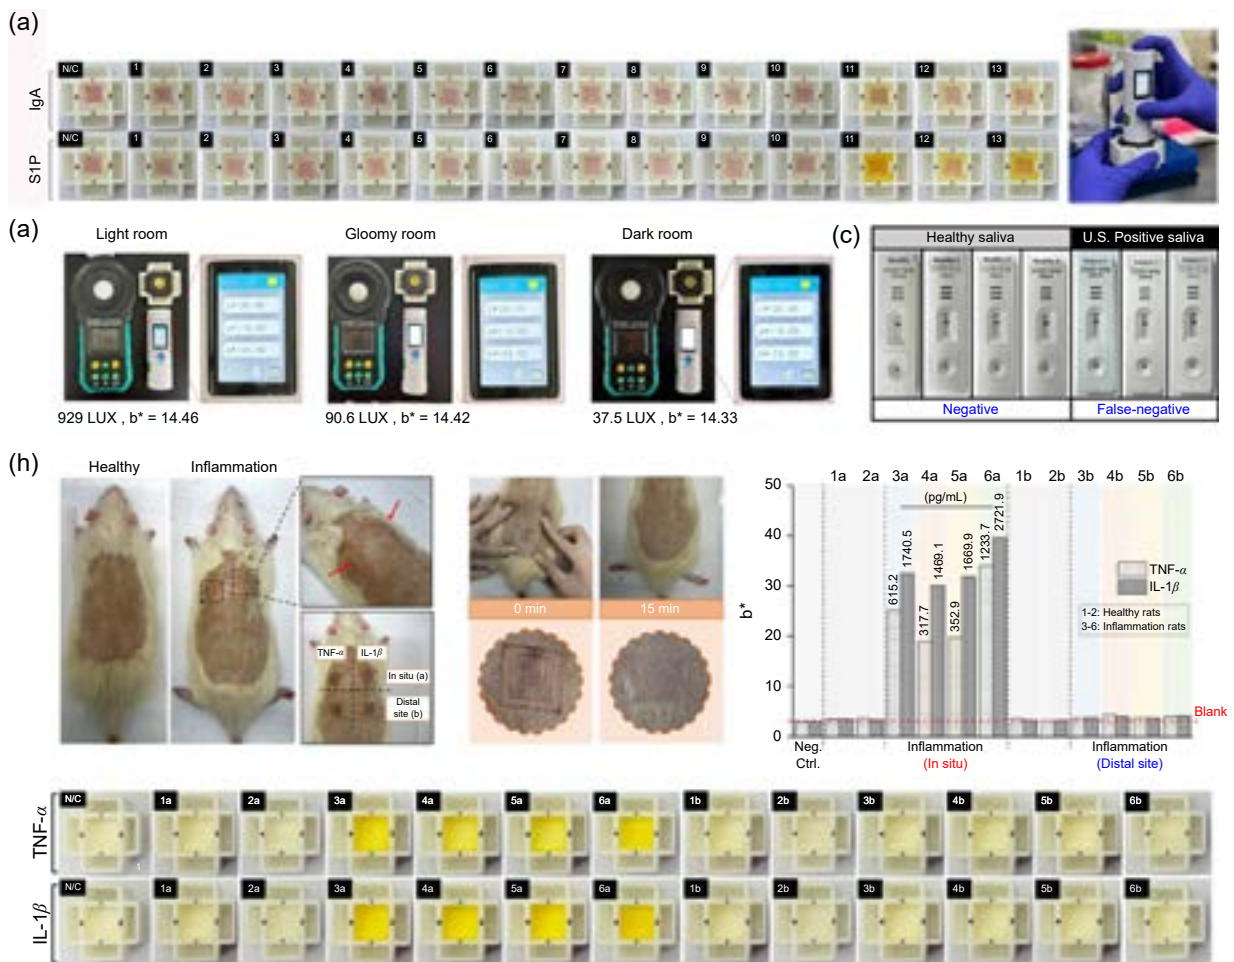 (a)
N/C 1 2 3 4 5 6 7 8 9 10 11 12 13
IgA
N/C 1 2 3 4 5 6 7 8 9 10 11 12 13
S1P
(a)
Light room
Gloomy room
Dark room
929 LUX , b* = 14.46
90.6 LUX , b* = 14.42
37.5 LUX , b* = 14.33
(c)
Healthy saliva
U.S. Positive saliva
Negative
False-negative
(h)
Healthy
Inflammation
TNF-α
IL-1β
In situ (a)
Distal
site (b)
0 min
15 min
1a 2a 3a 4a 5a 6a 1b 2b 3b 4b 5b 6b
(pg/mL)
50
40
30
20
10
0
b*
615.2
1740.5
317.7
1469.1
352.9
1669.9
1233.7
2721.9
TNF-α
IL-1β
1-2: Healthy rats
3-6: Inflammation rats
Blank
Neg.
Ctrl.
Inflammation
(In situ)
Inflammation
(Distal site)
N/C 1a 2a 3a 4a 5a 6a 1b 2b 3b 4b 5b 6b
TNF-α
1
N/C 1a 2a 3a 4a 5a 6a 1b 2b 3b 4b 5b 6b
IL-1β